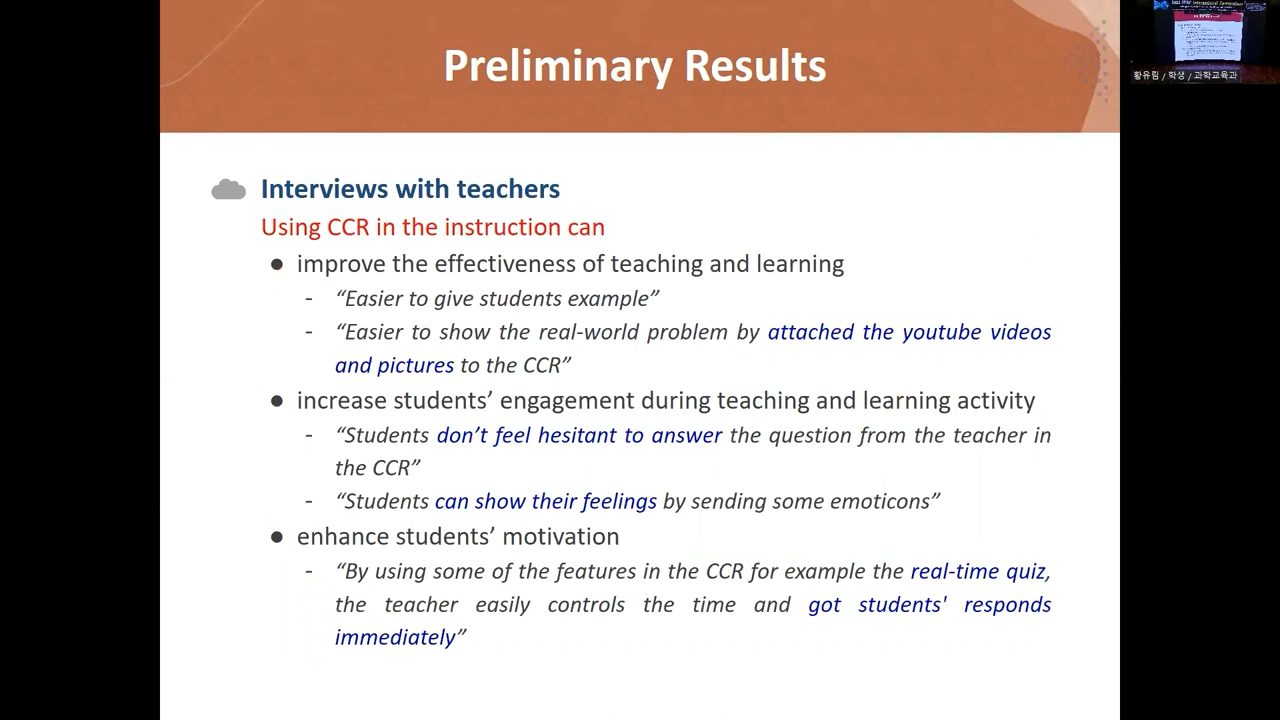 Preliminary Results
International Symposium
황유림 / 학생 / 과학교육과
Interviews with teachers
Using CCR in the instruction can
● improve the effectiveness of teaching and learning
- “Easier to give students example”
- “Easier to show the real-world problem by attached the youtube videos
and pictures to the CCR”
● increase students’ engagement during teaching and learning activity
- “Students don’t feel hesitant to answer the question from the teacher in
the CCR”
- “Students can show their feelings by sending some emoticons”
● enhance students’ motivation
- “By using some of the features in the CCR for example the real-time quiz,
the teacher easily controls the time and got students' responds
immediately”